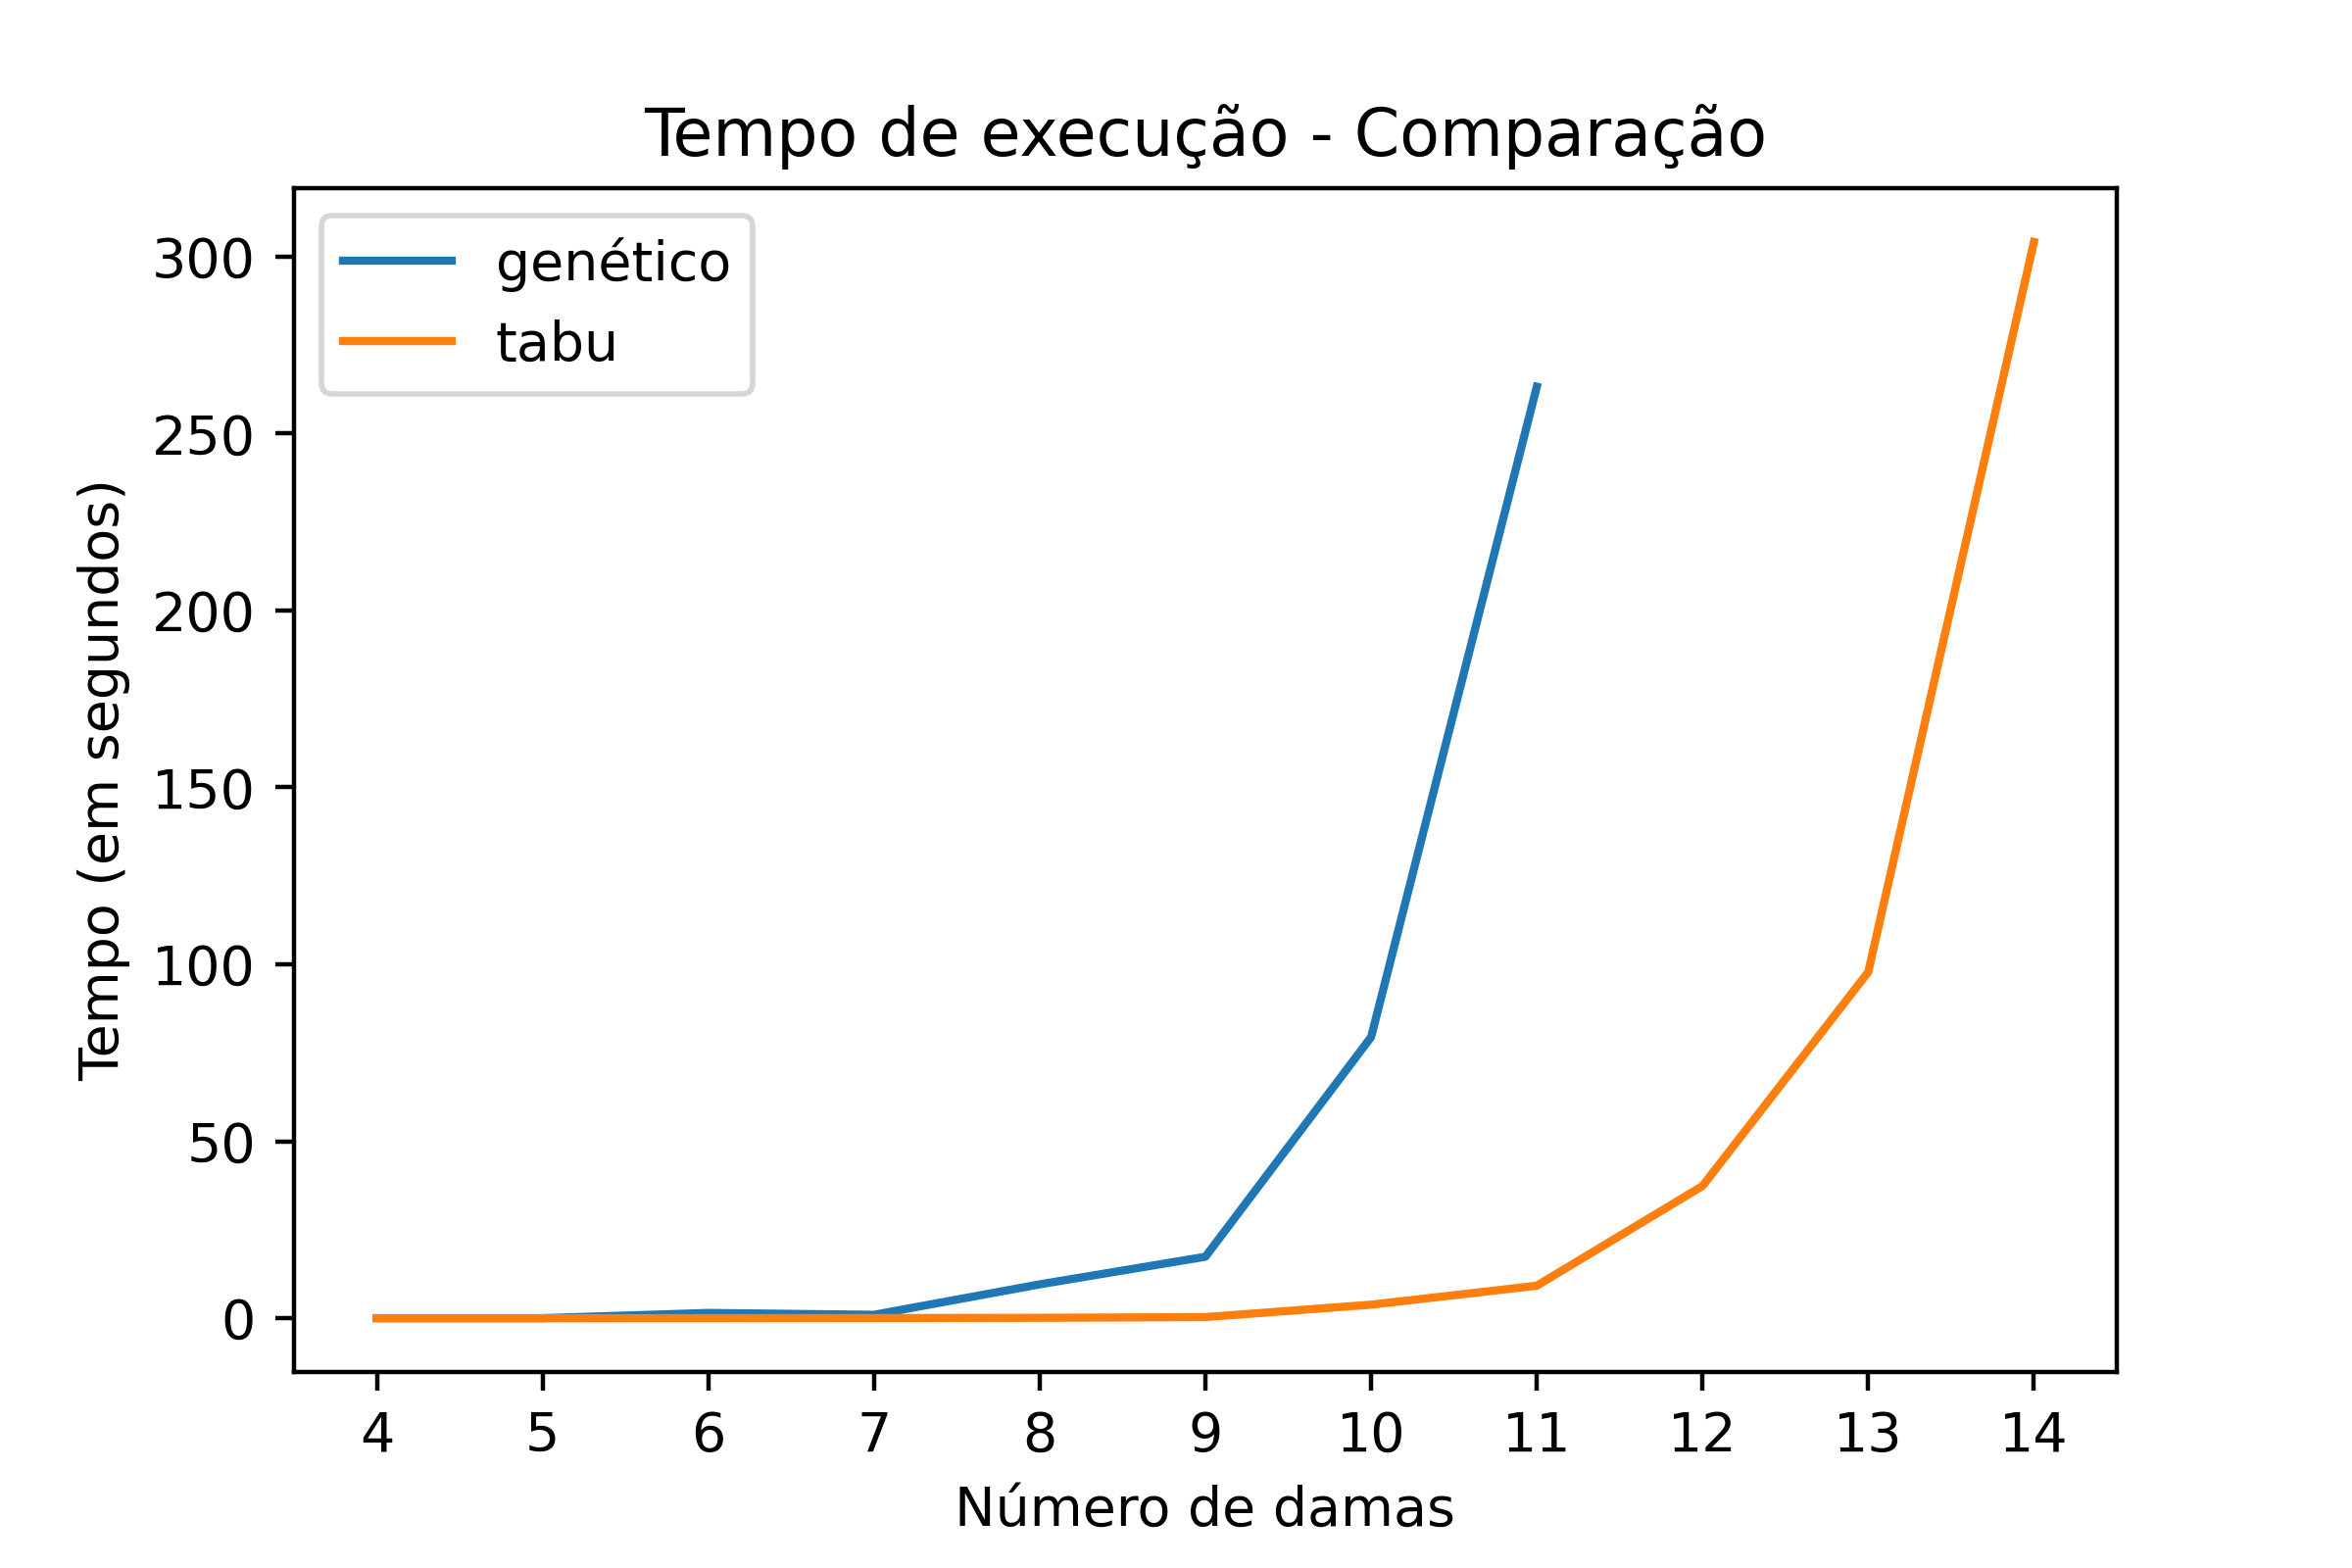 Tempo de execução - Comparação
genético
tabu
300
250
200
150
100
50
0
Tempo (em segundos)
4 5 6 7 8 9 10 11 12 13 14
Número de damas